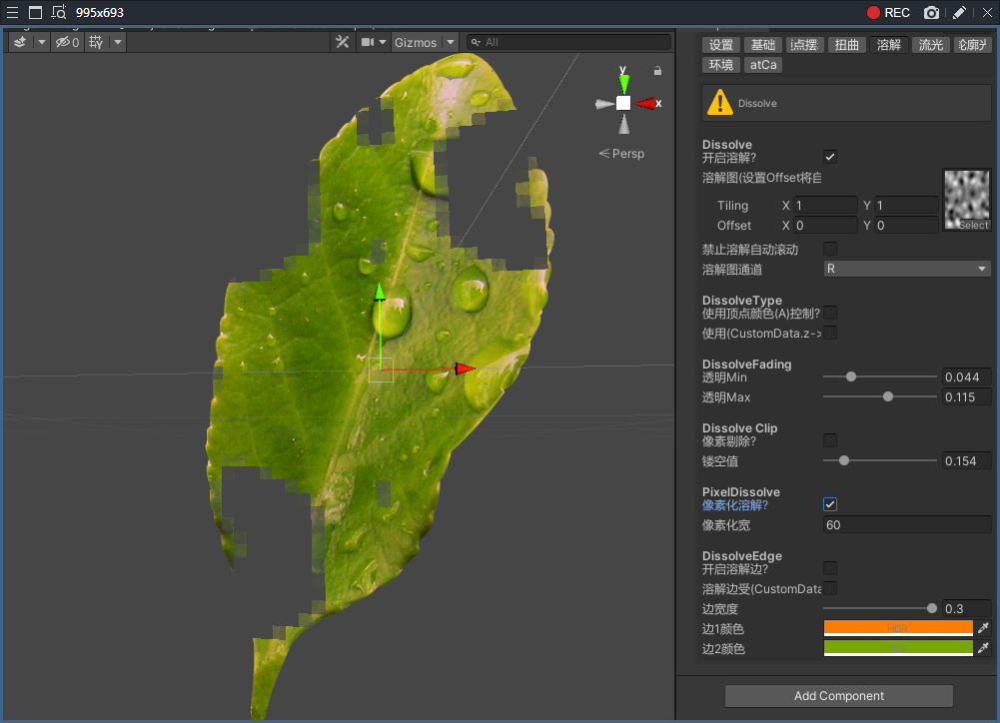 995x693
REC
0
Gizmos
All
设置 基础 点摆 扭曲 溶解 流光 轮廓光
环境 atCa
y
x
Persp
Dissolve
Dissolve
开启溶解?
溶解图(设置Offset将自
Tiling X 1 Y 1
Offset X 0 Y 0
Select
禁止溶解自动滚动
溶解图通道 R
DissolveType
使用顶点颜色(A)控制?
使用(CustomData.z->
DissolveFading
透明Min 0.044
透明Max 0.115
Dissolve Clip
像素剔除?
镂空值 0.154
PixelDissolve
像素化溶解?
像素化宽 60
DissolveEdge
开启溶解边?
溶解边受(CustomData
边宽度 0.3
边1颜色 HDR
边2颜色
Add Component